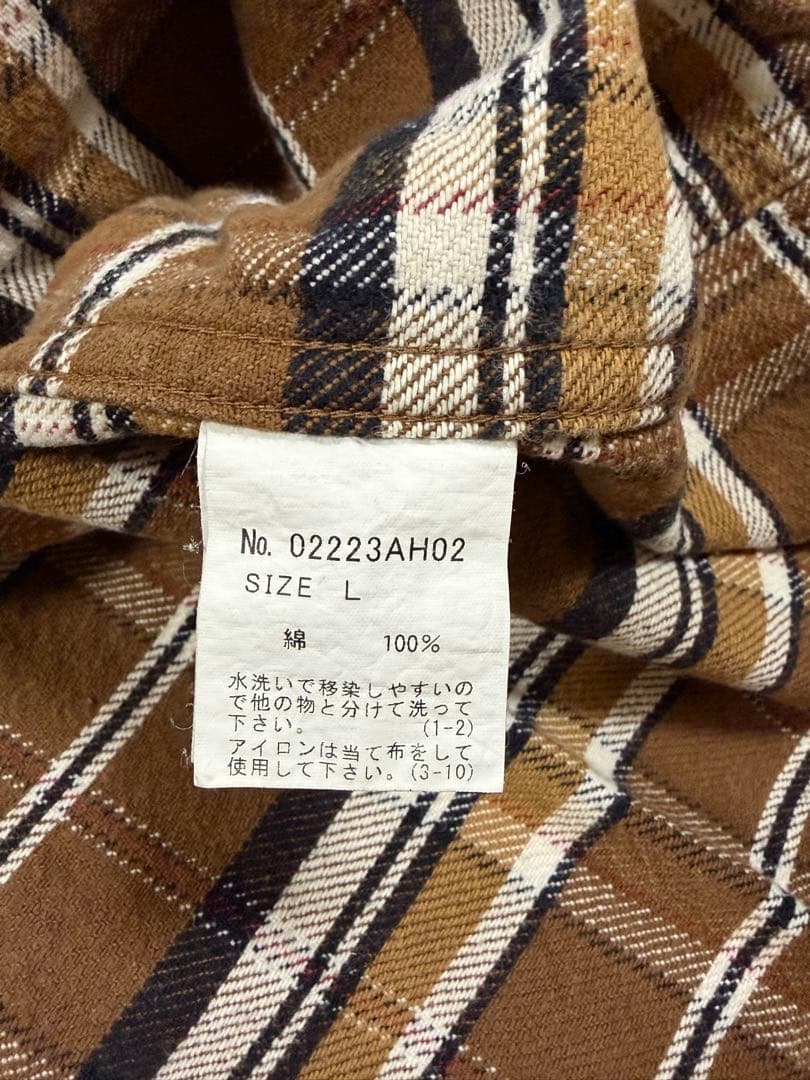 No. 02223AH02
SIZE L
綿 100%
水洗いで移染しやすいの
で他の物と分けて洗って
下さい。 (1-2)
アイロンは当て布をして
使用して下さい。(3-10)